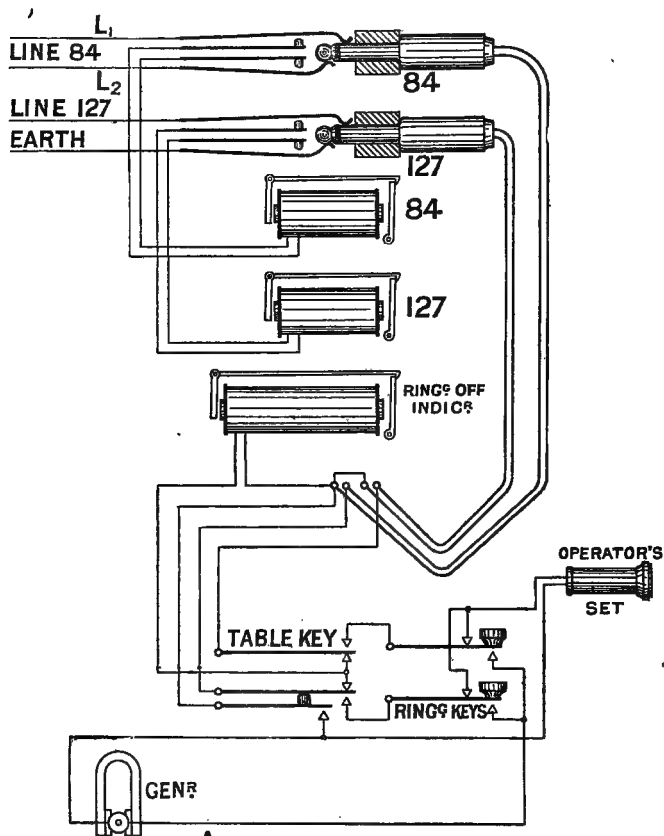 L1
LINE 84
L2
84
LINE 127
EARTH
127
84
127
RINGG OFF
INDICR
OPERATOR'S
SET
TABLE KEY
RINGG KEYS
GENR